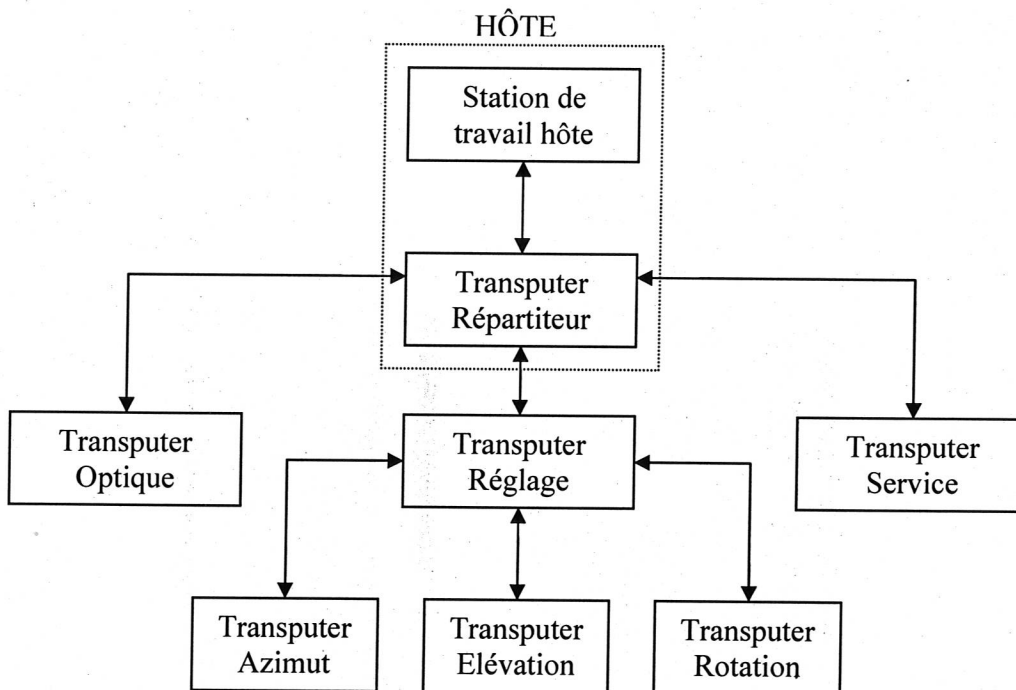 HÔTE
Station de
travail hôte
Transputer
Répartiteur
Transputer
Optique
Transputer
Réglage
Transputer
Service
Transputer
Azimut
Transputer
Elévation
Transputer
Rotation